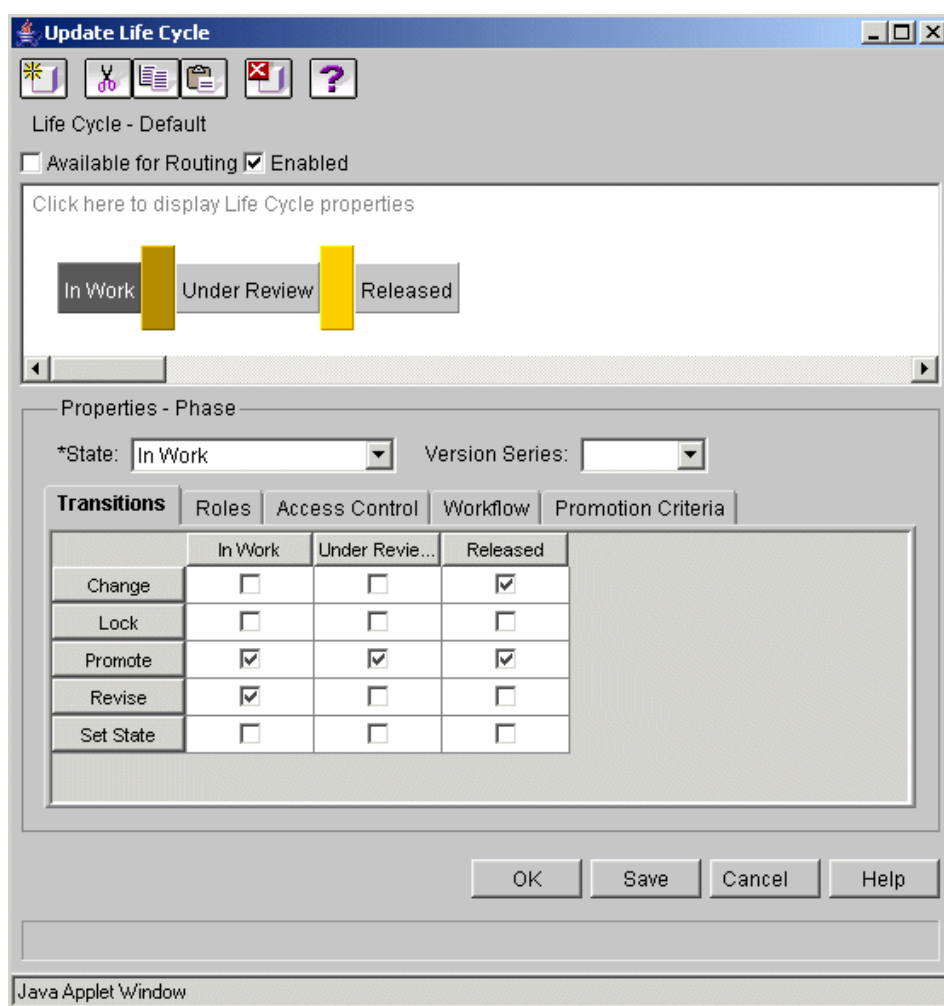 Update Life Cycle
?
Life Cycle - Default
Available for Routing Enabled
Click here to display Life Cycle properties
In Work Under Review Released
Properties - Phase
*State: In Work Version Series:
Transitions Roles Access Control Workflow Promotion Criteria
In Work Under Revie... Released
Change
Lock
Promote
Revise
Set State
OK Save Cancel Help
Java Applet Window